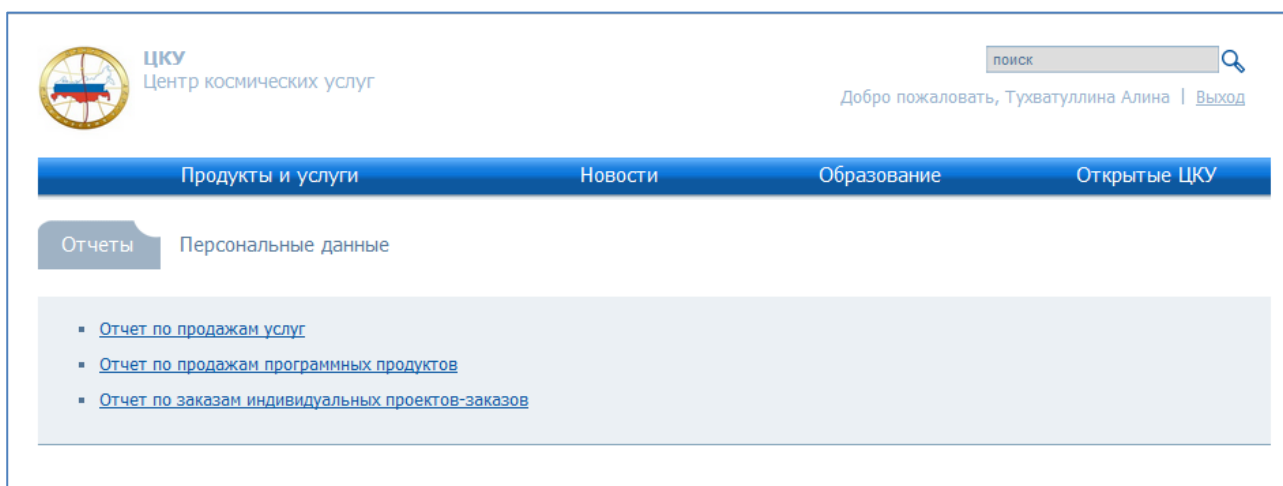 ЦКУ
Центр космических услуг
поиск
Добро пожаловать, Тухватуллина Алина | Выход
Продукты и услуги Новости Образование Открытые ЦКУ
Отчеты Персональные данные
Отчет по продажам услуг
Отчет по продажам программных продуктов
Отчет по заказам индивидуальных проектов-заказов